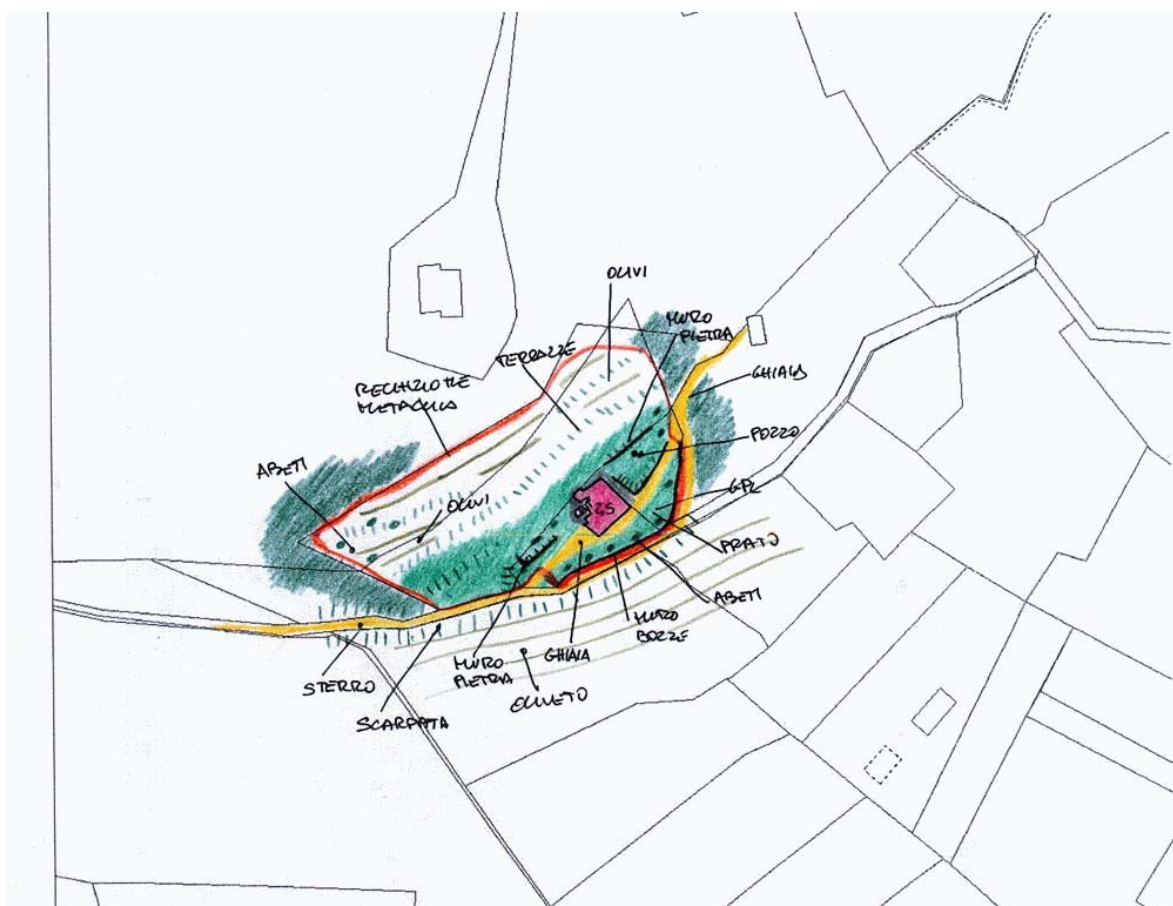 OLIVI
MURO
PIETRA
TERRAZZE
GHIAIA
RECINZIONE
METALLICA
POZZO
ABETI
OLIVI
GPL
25
PRATO
ABETI
MURO
BOZZE
MURO
PIETRA
GHIAIA
STERRO
OLIVETO
SCARPATA